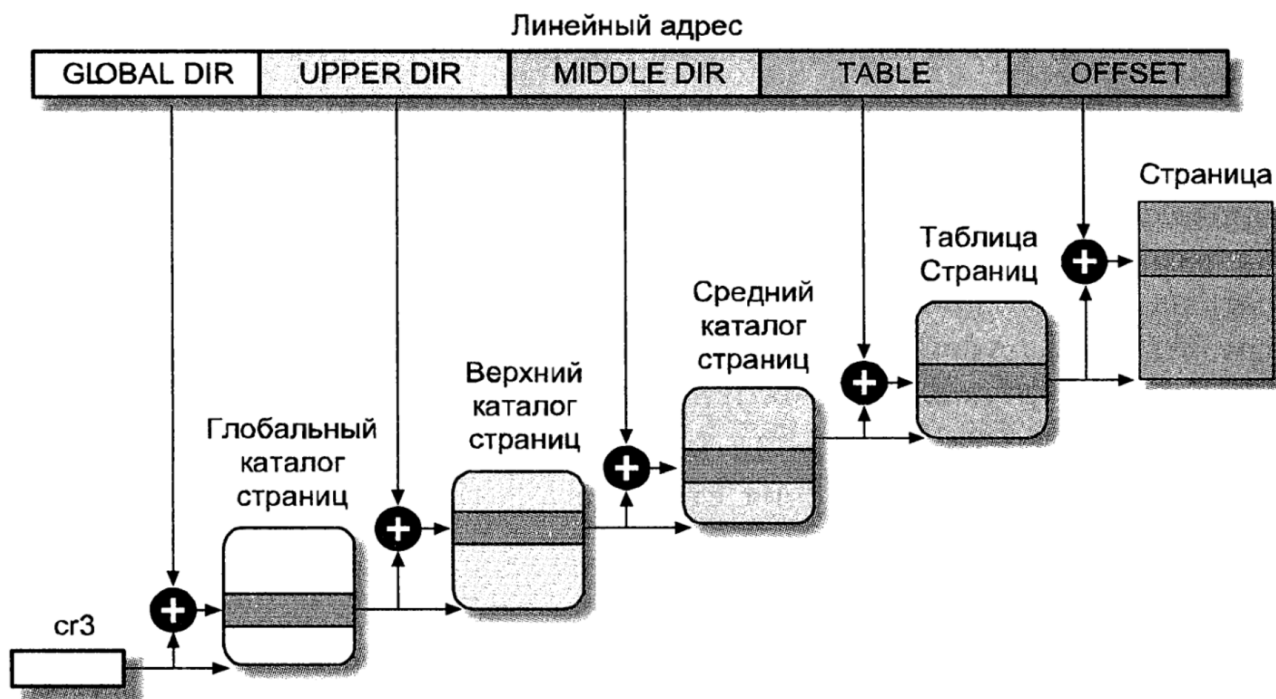 Линейный адрес
GLOBAL DIR UPPER DIR MIDDLE DIR TABLE OFFSET
Страница
Таблица
Страниц
Средний
каталог
страниц
Верхний
каталог
страниц
Глобальный
каталог
страниц
cr3